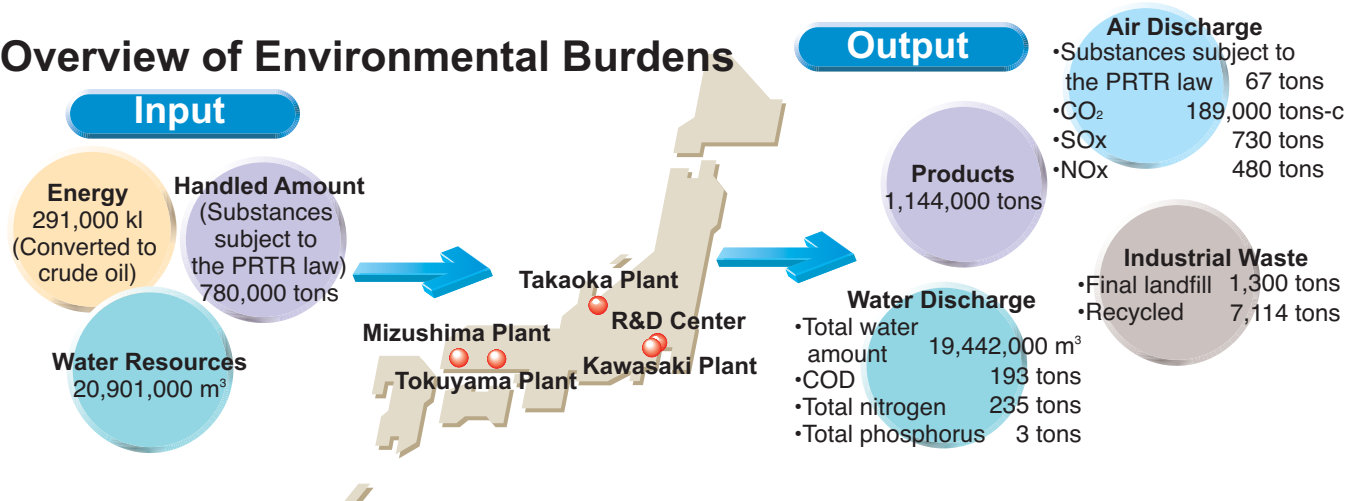 Overview of Environmental Burdens
Input
Energy
291,000 kl
(Converted to
crude oil)
Handled Amount
(Substances
subject to
the PRTR law)
780,000 tons
Water Resources
20,901,000 m³
Takaoka Plant
R&D Center
Mizushima Plant
Kawasaki Plant
Tokuyama Plant
Output
Products
1,144,000 tons
Air Discharge
•Substances subject to
the PRTR law 67 tons
•CO₂ 189,000 tons-c
•SOx 730 tons
•NOx 480 tons
Industrial Waste
•Final landfill 1,300 tons
•Recycled 7,114 tons
Water Discharge
•Total water
amount 19,442,000 m³
•COD 193 tons
•Total nitrogen 235 tons
•Total phosphorus 3 tons